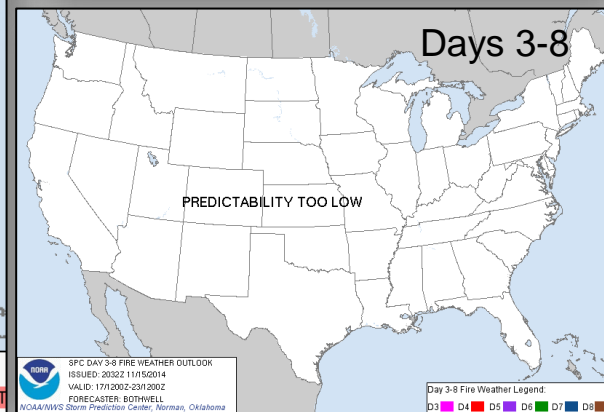 Days 3-8
PREDICTABILITY TOO LOW
NOAA
SPC DAY 3-8 FIRE WEATHER OUTLOOK
ISSUED: 2032Z 11/15/2014
VALID: 17/1200Z-23/1200Z
FORECASTER: BOTHWELL
NOAA/NWS Storm Prediction Center, Norman, Oklahoma
Day 3-8 Fire Weather Legend:
D3 D4 D5 D6 D7 D8
T